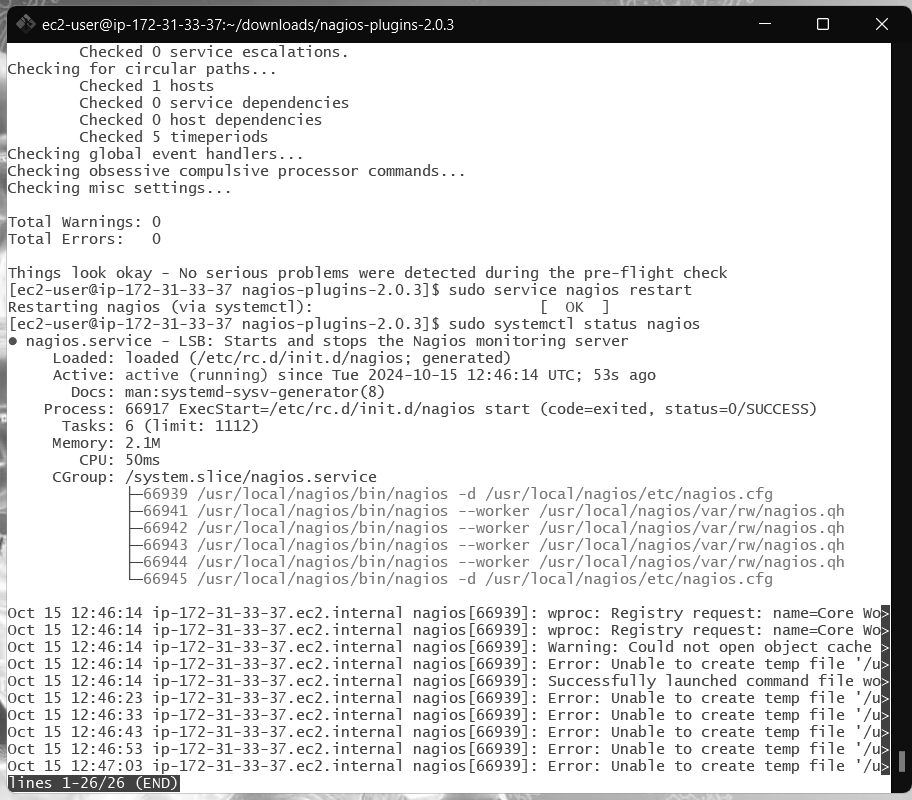 ec2-user@ip-172-31-33-37:~/downloads/nagios-plugins-2.0.3
        Checked 0 service escalations.
Checking for circular paths...
        Checked 1 hosts
        Checked 0 service dependencies
        Checked 0 host dependencies
        Checked 5 timeperiods
Checking global event handlers...
Checking obsessive compulsive processor commands...
Checking misc settings...

Total Warnings: 0
Total Errors:   0

Things look okay - No serious problems were detected during the pre-flight check
[ec2-user@ip-172-31-33-37 nagios-plugins-2.0.3]$ sudo service nagios restart
Restarting nagios (via systemctl):                         [  OK  ]
[ec2-user@ip-172-31-33-37 nagios-plugins-2.0.3]$ sudo systemctl status nagios
● nagios.service - LSB: Starts and stops the Nagios monitoring server
     Loaded: loaded (/etc/rc.d/init.d/nagios; generated)
     Active: active (running) since Tue 2024-10-15 12:46:14 UTC; 53s ago
       Docs: man:systemd-sysv-generator(8)
    Process: 66917 ExecStart=/etc/rc.d/init.d/nagios start (code=exited, status=0/SUCCESS)
      Tasks: 6 (limit: 1112)
     Memory: 2.1M
        CPU: 50ms
     CGroup: /system.slice/nagios.service
             ├─66939 /usr/local/nagios/bin/nagios -d /usr/local/nagios/etc/nagios.cfg
             ├─66941 /usr/local/nagios/bin/nagios --worker /usr/local/nagios/var/rw/nagios.qh
             ├─66942 /usr/local/nagios/bin/nagios --worker /usr/local/nagios/var/rw/nagios.qh
             ├─66943 /usr/local/nagios/bin/nagios --worker /usr/local/nagios/var/rw/nagios.qh
             ├─66944 /usr/local/nagios/bin/nagios --worker /usr/local/nagios/var/rw/nagios.qh
             └─66945 /usr/local/nagios/bin/nagios -d /usr/local/nagios/etc/nagios.cfg

Oct 15 12:46:14 ip-172-31-33-37.ec2.internal nagios[66939]: wproc: Registry request: name=Core Wo>
Oct 15 12:46:14 ip-172-31-33-37.ec2.internal nagios[66939]: wproc: Registry request: name=Core Wo>
Oct 15 12:46:14 ip-172-31-33-37.ec2.internal nagios[66939]: Warning: Could not open object cache >
Oct 15 12:46:14 ip-172-31-33-37.ec2.internal nagios[66939]: Error: Unable to create temp file '/u>
Oct 15 12:46:14 ip-172-31-33-37.ec2.internal nagios[66939]: Successfully launched command file wo>
Oct 15 12:46:23 ip-172-31-33-37.ec2.internal nagios[66939]: Error: Unable to create temp file '/u>
Oct 15 12:46:33 ip-172-31-33-37.ec2.internal nagios[66939]: Error: Unable to create temp file '/u>
Oct 15 12:46:43 ip-172-31-33-37.ec2.internal nagios[66939]: Error: Unable to create temp file '/u>
Oct 15 12:46:53 ip-172-31-33-37.ec2.internal nagios[66939]: Error: Unable to create temp file '/u>
Oct 15 12:47:03 ip-172-31-33-37.ec2.internal nagios[66939]: Error: Unable to create temp file '/u>
lines 1-26/26 (END)